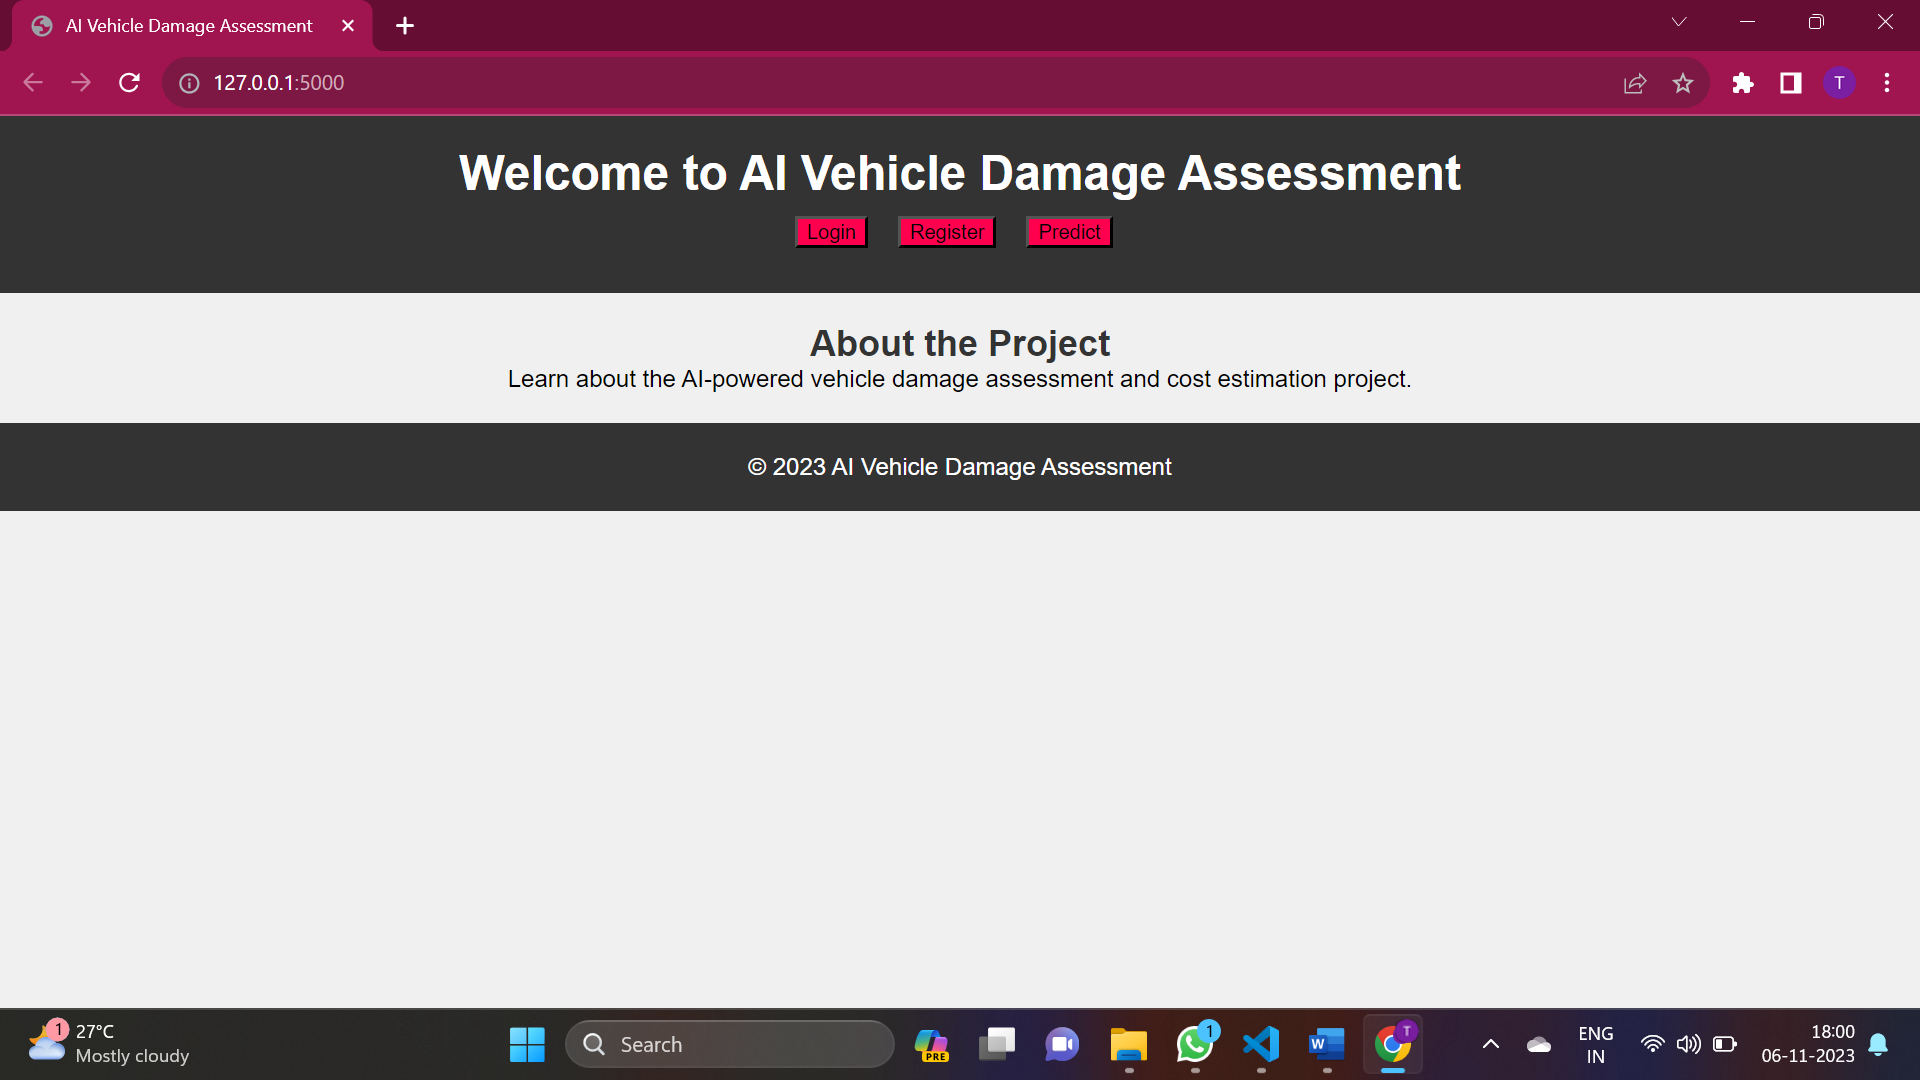 AI Vehicle Damage Assessment
127.0.0.1:5000
T
Welcome to AI Vehicle Damage Assessment
Login Register Predict
About the Project
Learn about the AI-powered vehicle damage assessment and cost estimation project.
© 2023 AI Vehicle Damage Assessment
1
27°C
Mostly cloudy
Search
PRE
1
W
T
ENG
IN
18:00
06-11-2023